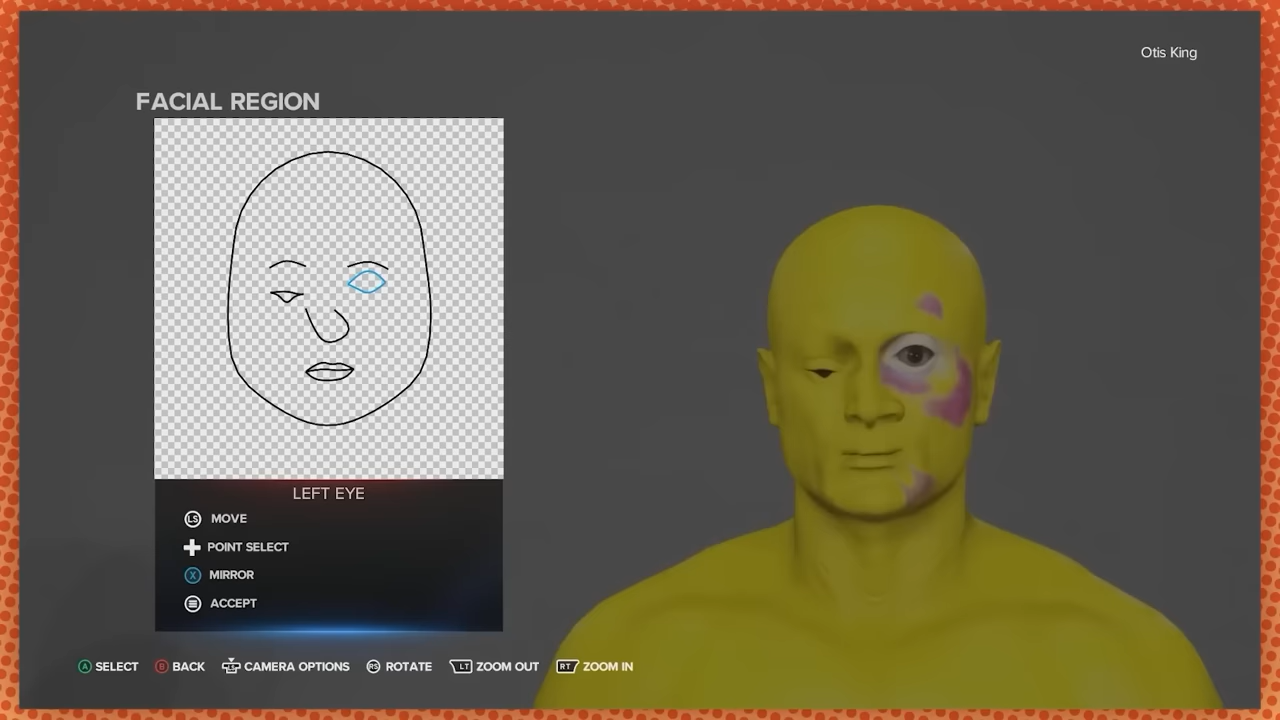 Otis King
FACIAL REGION
LEFT EYE
LS MOVE
POINT SELECT
X MIRROR
ACCEPT
A SELECT B BACK LS CAMERA OPTIONS RS ROTATE LT ZOOM OUT RT ZOOM IN